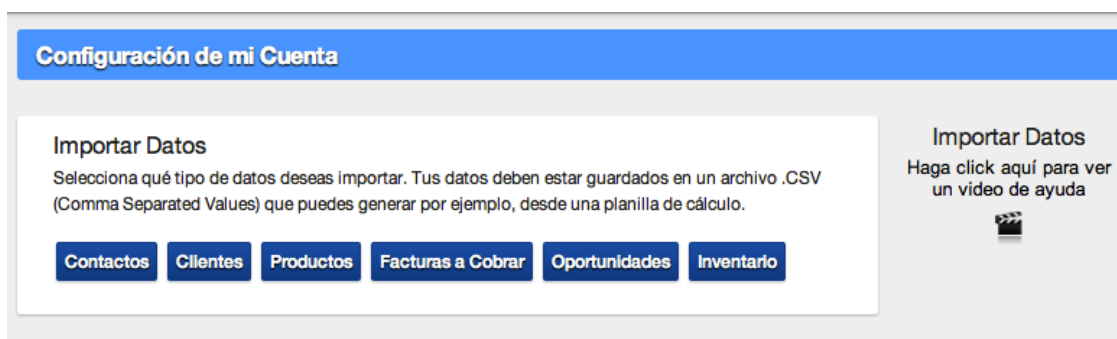 Configuración de mi Cuenta
Importar Datos
Selecciona qué tipo de datos deseas importar. Tus datos deben estar guardados en un archivo .CSV
(Comma Separated Values) que puedes generar por ejemplo, desde una planilla de cálculo.
Contactos Clientes Productos Facturas a Cobrar Oportunidades Inventario
Importar Datos
Haga click aquí para ver
un video de ayuda